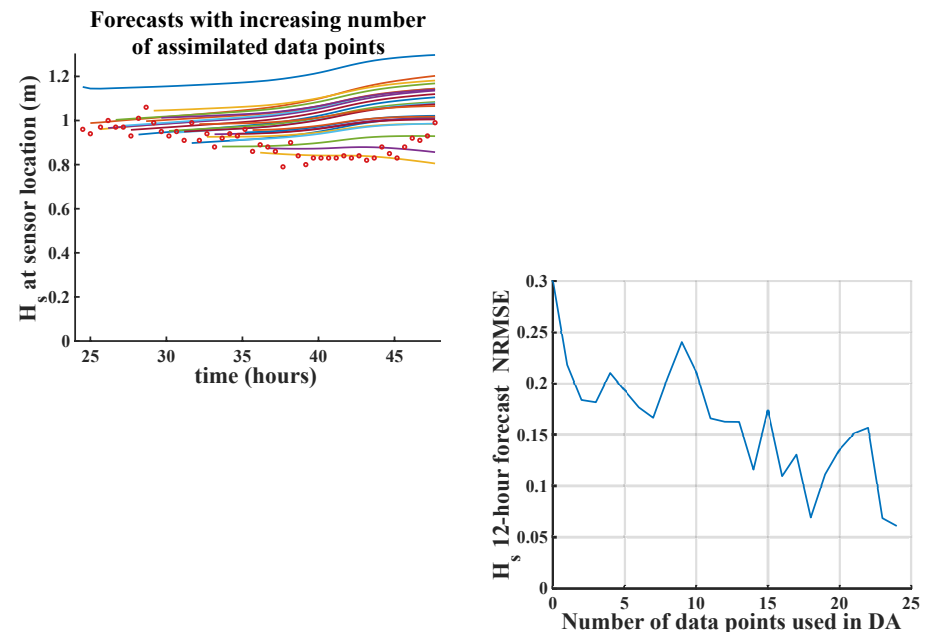 Forecasts with increasing number
of assimilated data points
H_s at sensor location (m)
1.2
1
0.8
0.6
0.4
0.2
0
25 30 35 40 45
time (hours)
H_s 12-hour forecast NRMSE
0.3
0.25
0.2
0.15
0.1
0.05
0
0 5 10 15 20 25
Number of data points used in DA